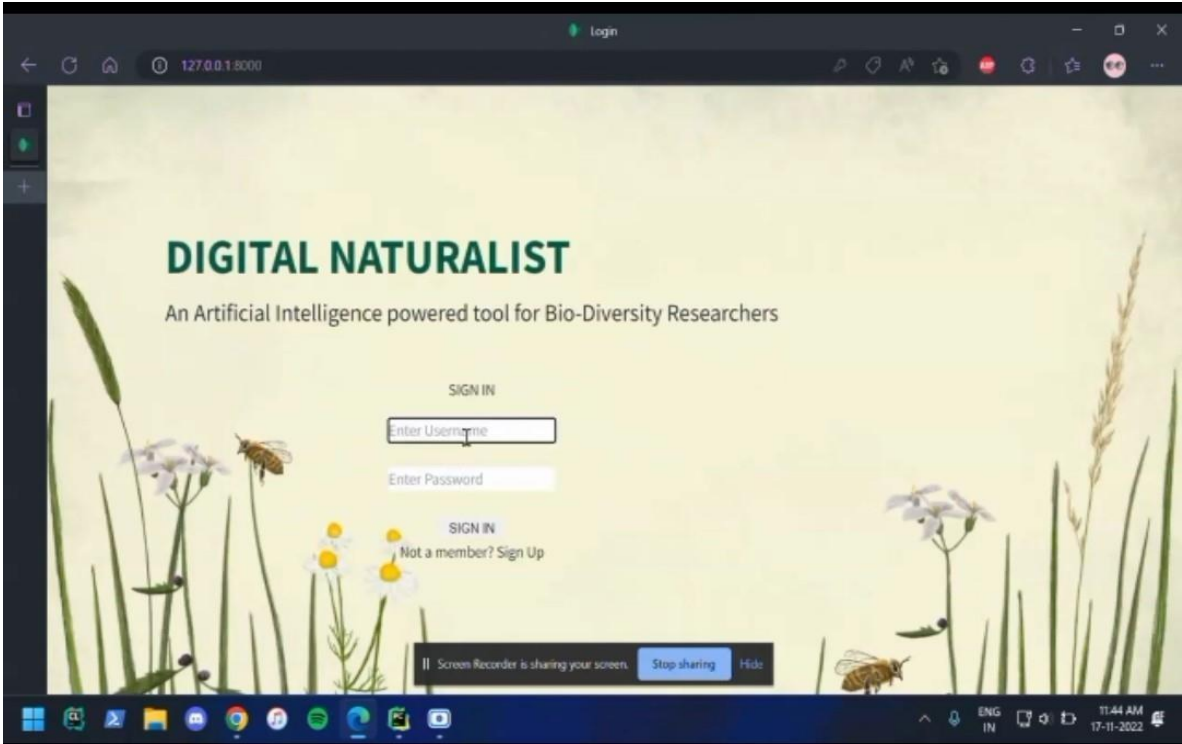 Login
127.0.0.1:8000
DIGITAL NATURALIST
An Artificial Intelligence powered tool for Bio-Diversity Researchers
SIGN IN
Enter Username
Enter Password
SIGN IN
Not a member? Sign Up
Screen Recorder is sharing your screen. Stop sharing Hide
CL PC
ENG
IN
11:44 AM
17-11-2022